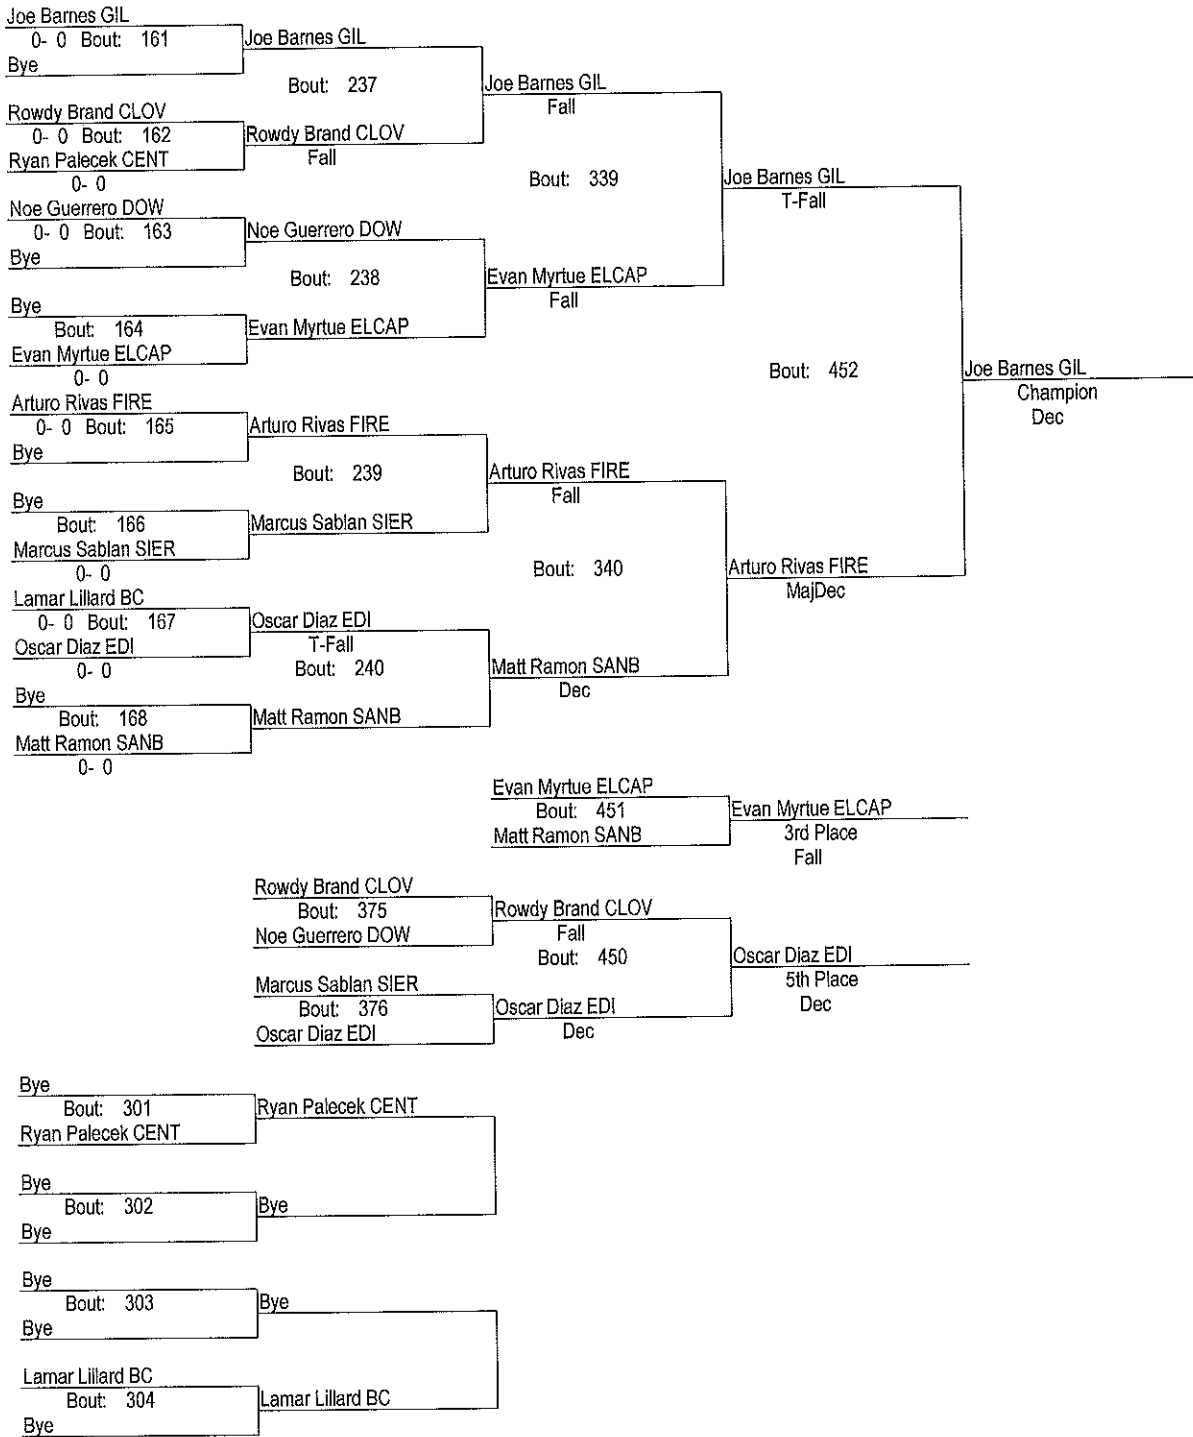 Joe Barnes GIL
0- 0 Bout: 161
Bye
Joe Barnes GIL
Bout: 237
Rowdy Brand CLOV
0- 0 Bout: 162
Ryan Palecek CENT
0- 0
Rowdy Brand CLOV
Fall
Joe Barnes GIL
Fall
Bout: 339
Noe Guerrero DOW
0- 0 Bout: 163
Bye
Noe Guerrero DOW
Bout: 238
Bye
Bout: 164
Evan Myrtue ELCAP
0- 0
Evan Myrtue ELCAP
Evan Myrtue ELCAP
Fall
Joe Barnes GIL
T-Fall
Bout: 452
Joe Barnes GIL
Champion
Dec
Arturo Rivas FIRE
0- 0 Bout: 165
Bye
Arturo Rivas FIRE
Bout: 239
Bye
Bout: 166
Marcus Sablan SIER
0- 0
Marcus Sablan SIER
Arturo Rivas FIRE
Fall
Bout: 340
Arturo Rivas FIRE
MajDec
Lamar Lillard BC
0- 0 Bout: 167
Oscar Diaz EDI
0- 0
Oscar Diaz EDI
T-Fall
Bout: 240
Bye
Bout: 168
Matt Ramon SANB
0- 0
Matt Ramon SANB
Matt Ramon SANB
Dec
Evan Myrtue ELCAP
Bout: 451
Matt Ramon SANB
Evan Myrtue ELCAP
3rd Place
Fall
Rowdy Brand CLOV
Bout: 375
Noe Guerrero DOW
Rowdy Brand CLOV
Fall
Bout: 450
Marcus Sablan SIER
Bout: 376
Oscar Diaz EDI
Oscar Diaz EDI
Dec
Oscar Diaz EDI
5th Place
Dec
Bye
Bout: 301
Ryan Palecek CENT
Ryan Palecek CENT
Bye
Bout: 302
Bye
Bye
Bye
Bout: 303
Bye
Bye
Lamar Lillard BC
Bout: 304
Bye
Lamar Lillard BC